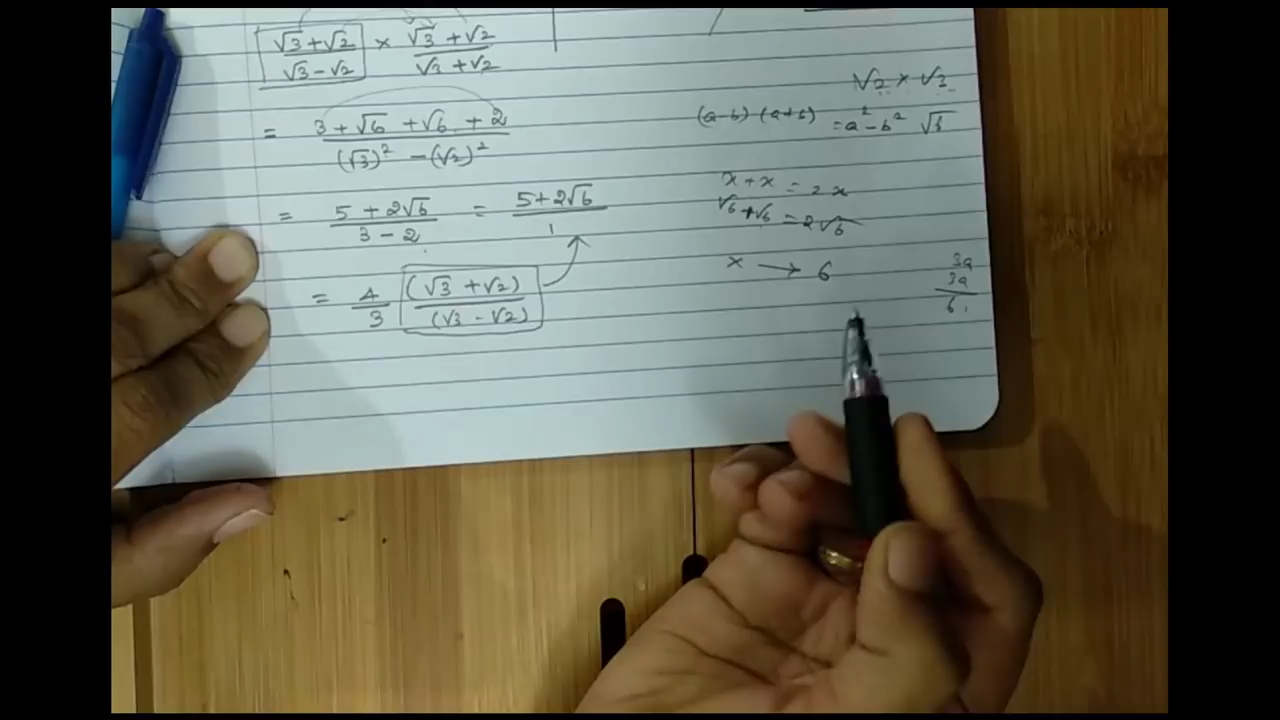 (√3+√2)/(√3-√2) × (√3+√2)/(√3+√2)
= (3+√6+√6+2)/((√3)² -(√2)²)
= (5+2√6)/(3-2) = (5+2√6)/1
= 4/3 (√3+√2)/(√3-√2)
√2 × √3
(a-b) (a+b) = a²-b² √6
x+x = 2x
√6+√6 = 2√6
x → 6
3a
3a
6